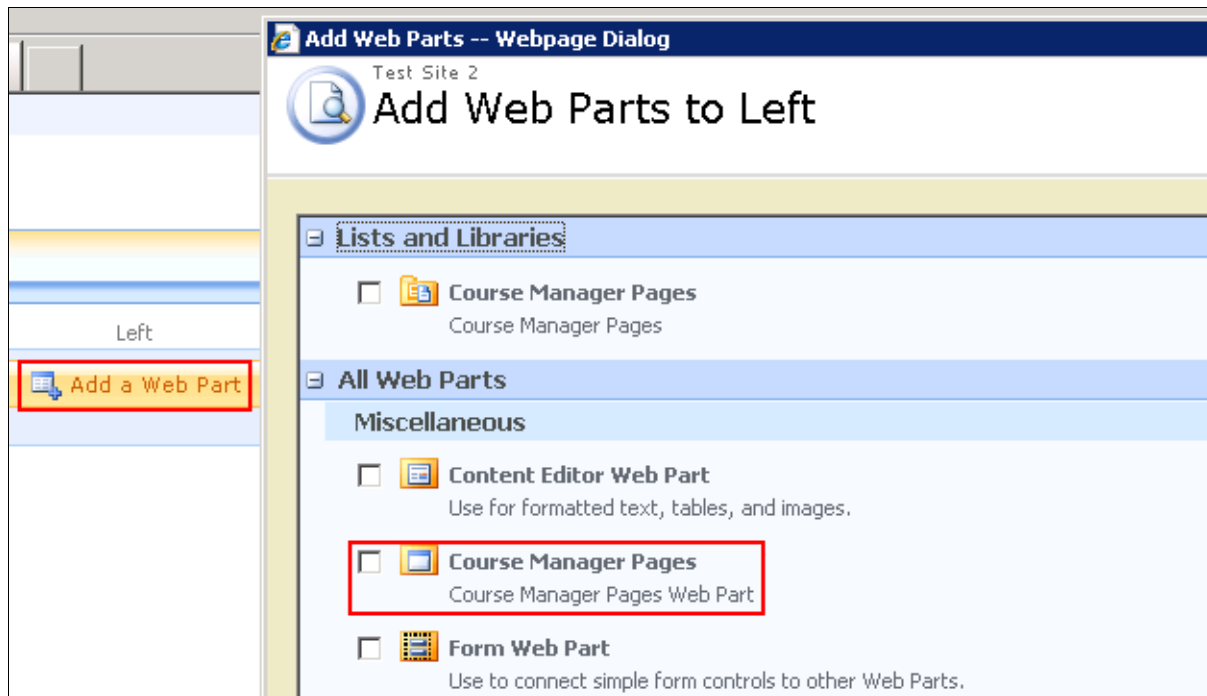 Add Web Parts -- Webpage Dialog
Test Site 2
Add Web Parts to Left
Lists and Libraries
Course Manager Pages
Course Manager Pages
Left
Add a Web Part
All Web Parts
Miscellaneous
Content Editor Web Part
Use for formatted text, tables, and images.
Course Manager Pages
Course Manager Pages Web Part
Form Web Part
Use to connect simple form controls to other Web Parts.